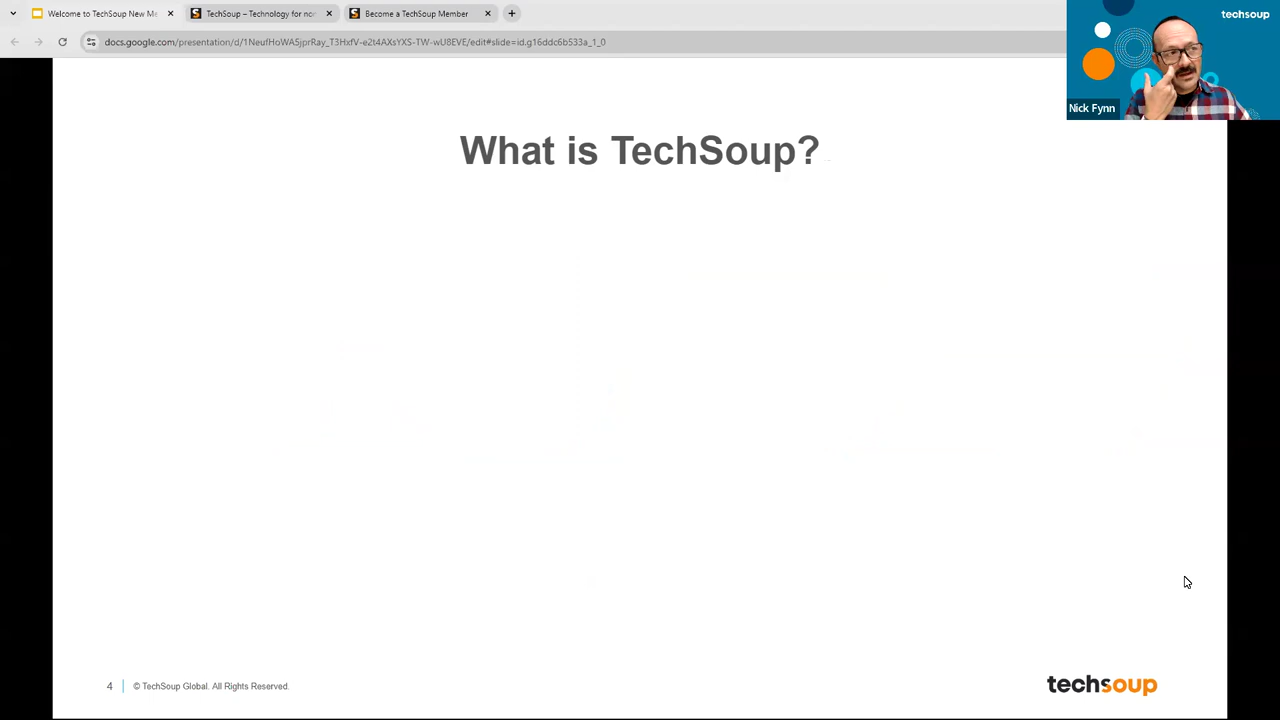 Welcome to TechSoup New Me
TechSoup – Technology for non
Become a TechSoup Member
docs.google.com/presentation/d/1NeufHoWA5jprRay_T3HxfV-e2t4AXsYXS-TW-wU8EVE/edit#slide=id.g16ddc6b533a_1_0
techsoup
Nick Fynn
What is TechSoup?
4
© TechSoup Global. All Rights Reserved.
techsoup